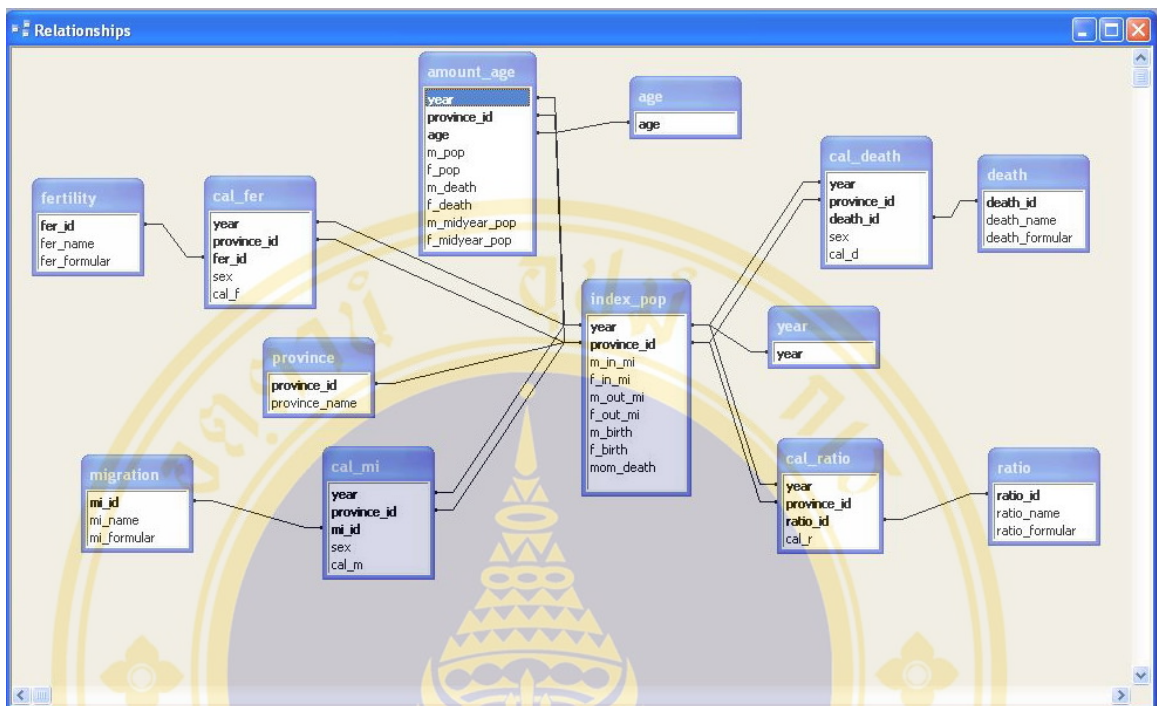 Relationships
amount_age
year
province_id
age
m_pop
f_pop
m_death
f_death
m_midyear_pop
f_midyear_pop
age
age
cal_death
year
province_id
death_id
sex
cal_d
death
death_id
death_name
death_formular
fertility
fer_id
fer_name
fer_formular
cal_fer
year
province_id
fer_id
sex
cal_f
index_pop
year
province_id
m_in_mi
f_in_mi
m_out_mi
f_out_mi
m_birth
f_birth
mom_death
year
year
province
province_id
province_name
migration
mi_id
mi_name
mi_formular
cal_mi
year
province_id
mi_id
sex
cal_m
cal_ratio
year
province_id
ratio_id
cal_r
ratio
ratio_id
ratio_name
ratio_formular